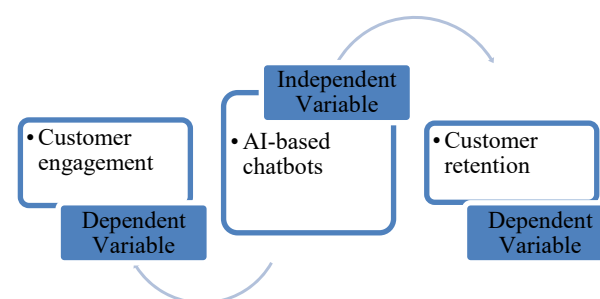 • Customer
engagement
Dependent
Variable
Independent
Variable
• AI-based
chatbots
• Customer
retention
Dependent
Variable